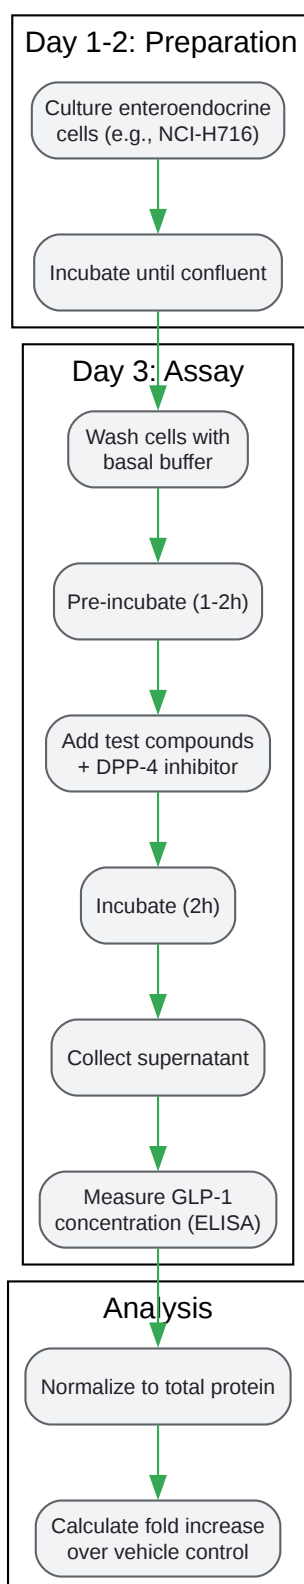 Day 1-2: Preparation
Culture enteroendocrine
cells (e.g., NCI-H716)
Incubate until confluent
Day 3: Assay
Wash cells with
basal buffer
Pre-incubate (1-2h)
Add test compounds
+ DPP-4 inhibitor
Incubate (2h)
Collect supernatant
Measure GLP-1
concentration (ELISA)
Analysis
Normalize to total protein
Calculate fold increase
over vehicle control